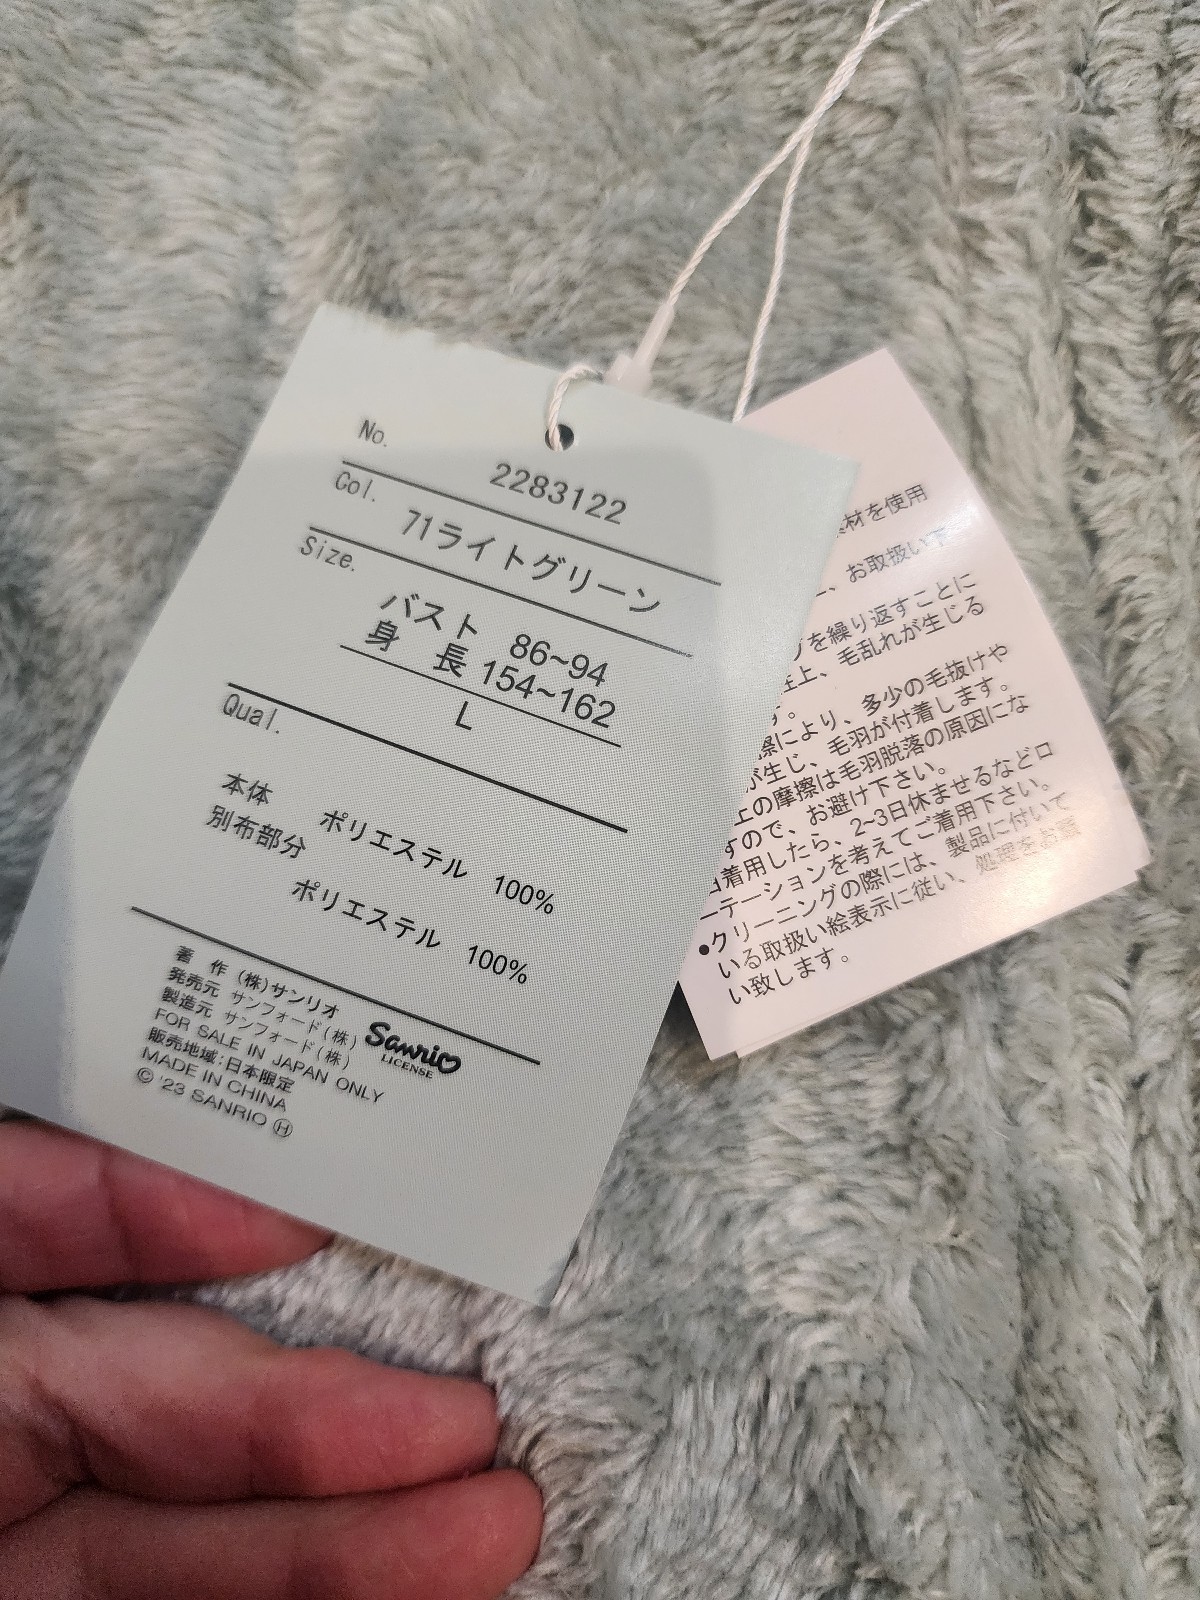 No.
2283122
Col.
71ライトグリーン
Size.
バスト 86~94
身 長 154~162
L
Qual.
本体 ポリエステル 100%
別布部分
ポリエステル 100%
著 作 (株)サンリオ
発売元 サンフォード(株)
製造元 サンフォード(株)
FOR SALE IN JAPAN ONLY
販売地域:日本限定
MADE IN CHINA
© '23 SANRIO Ⓗ
Sanrio
LICENSE
材を使用
、お取扱い下
を繰り返すことに
上、毛乱れが生じる
す。
擦により、多少の毛抜けや
が生じ、毛羽が付着します。
上の摩擦は毛羽脱落の原因にな
すので、お避け下さい。
日着用したら、2~3日休ませるなどロ
ーテーションを考えてご着用下さい。
●クリーニングの際には、製品に付いて
いる取扱い絵表示に従い、処理をお願
い致します。